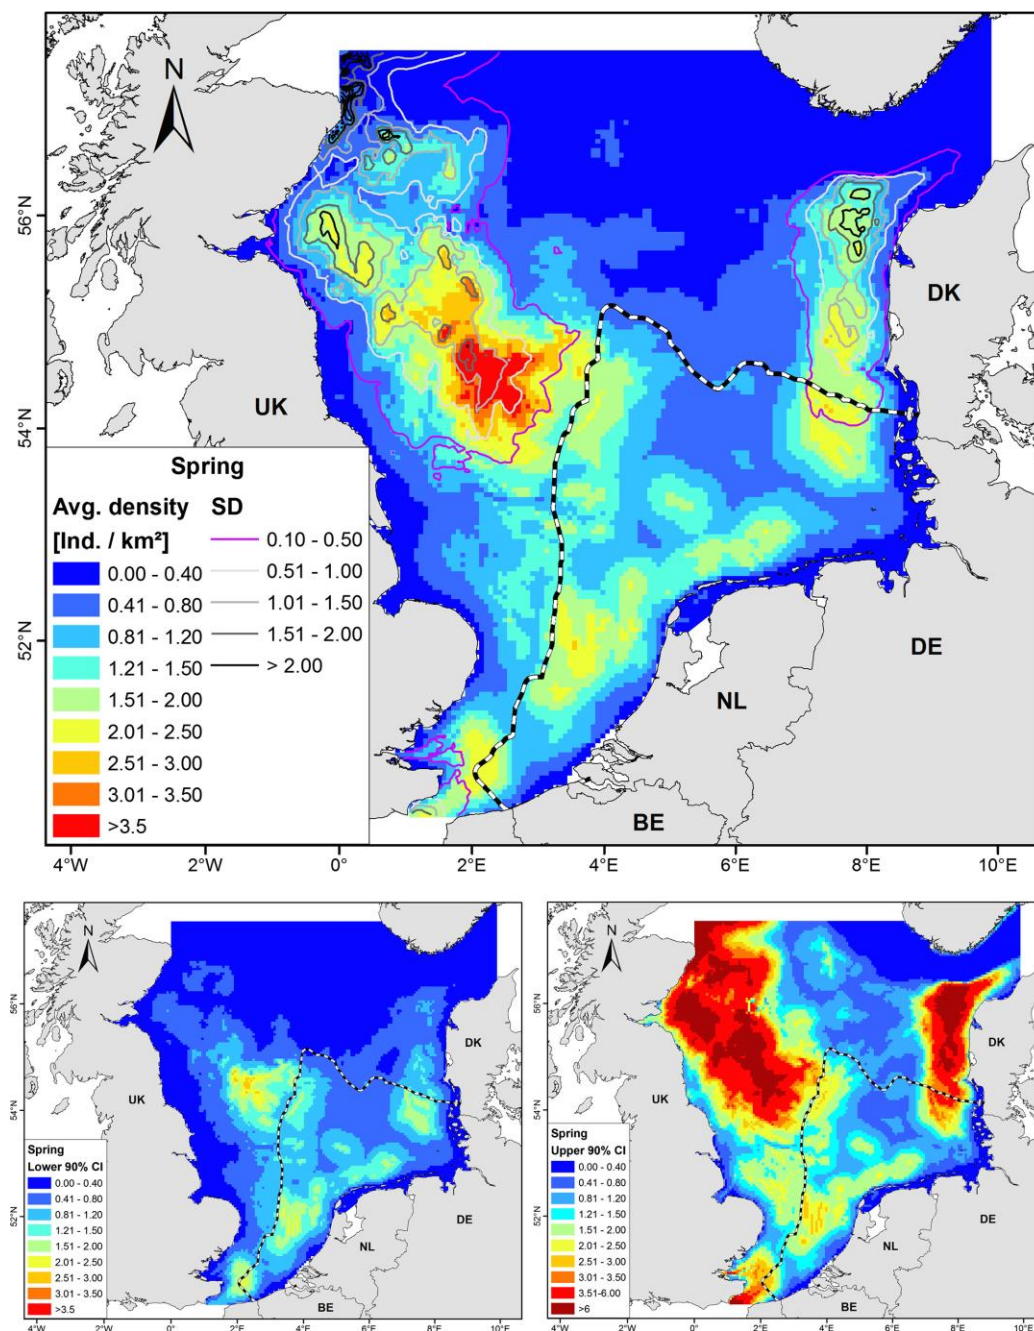 N
56°N
54°N
52°N
UK
DK
DE
NL
BE
Spring
Avg. density SD
[Ind. / km²]
0.00 - 0.40
0.41 - 0.80
0.81 - 1.20
1.21 - 1.50
1.51 - 2.00
2.01 - 2.50
2.51 - 3.00
3.01 - 3.50
>3.5
0.10 - 0.50
0.51 - 1.00
1.01 - 1.50
1.51 - 2.00
> 2.00
4°W 2°W 0° 2°E 4°E 6°E 8°E 10°E
N
56°N
54°N
52°N
UK
DK
DE
NL
BE
Spring
Lower 90% CI
0.00 - 0.40
0.41 - 0.80
0.81 - 1.20
1.21 - 1.50
1.51 - 2.00
2.01 - 2.50
2.51 - 3.00
3.01 - 3.50
>3.5
4°W 2°W 0° 2°E 4°E 6°E 8°E 10°E
N
56°N
54°N
52°N
UK
DK
DE
NL
BE
Spring
Upper 90% CI
0.00 - 0.40
0.41 - 0.80
0.81 - 1.20
1.21 - 1.50
1.51 - 2.00
2.01 - 2.50
2.51 - 3.00
3.01 - 3.50
3.51-6.00
>6
4°W 2°W 0° 2°E 4°E 6°E 8°E 10°E